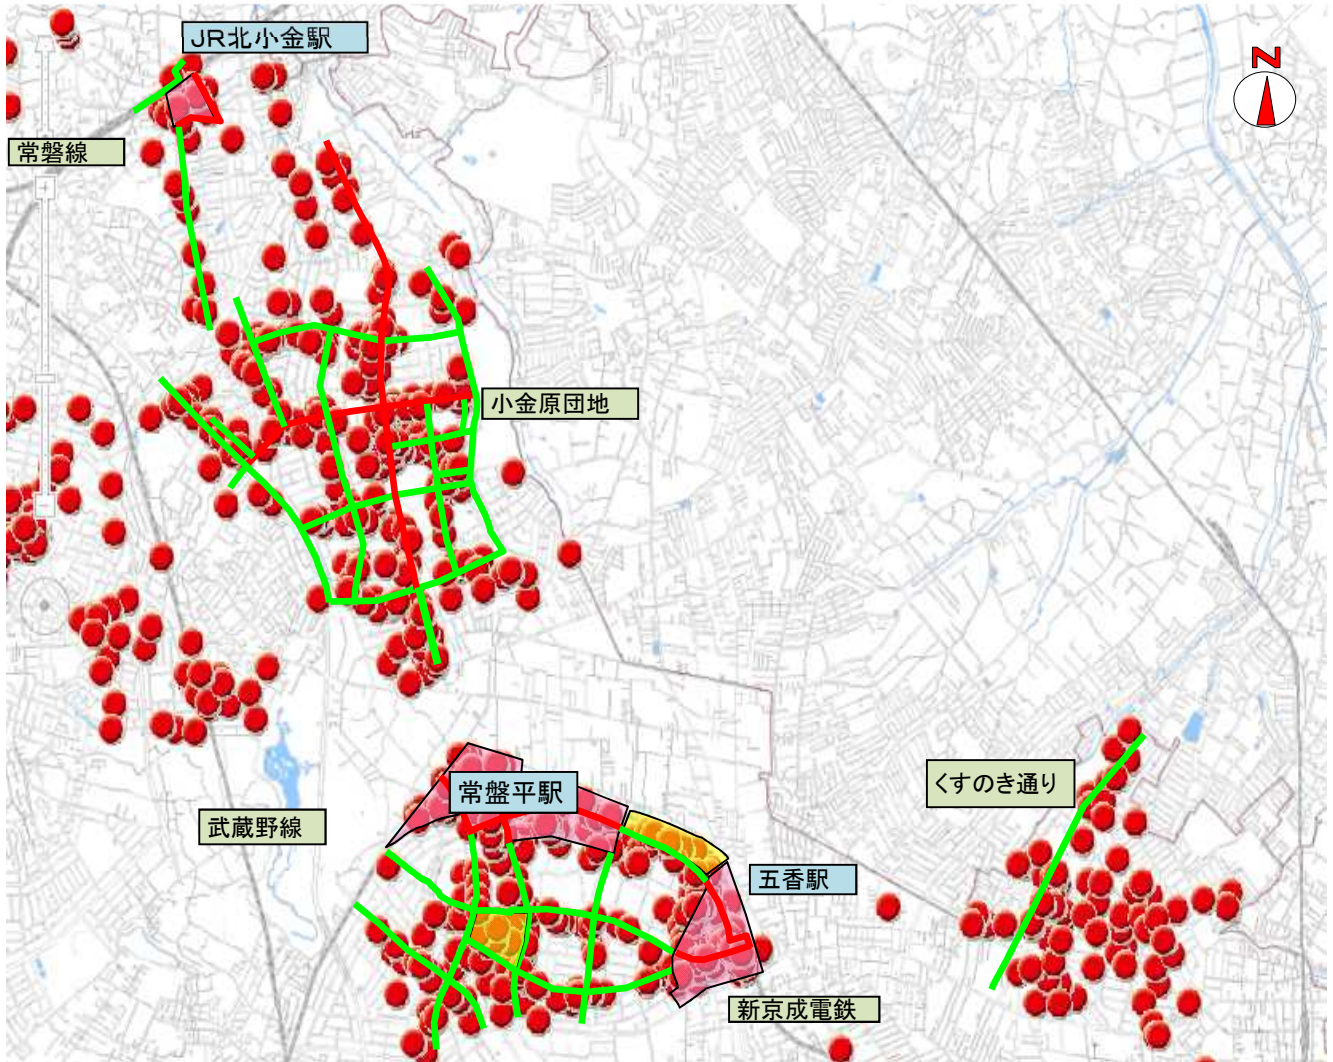 JR北小金駅
N
常磐線
小金原団地
常盤平駅
くすのき通り
武蔵野線
五香駅
新京成電鉄